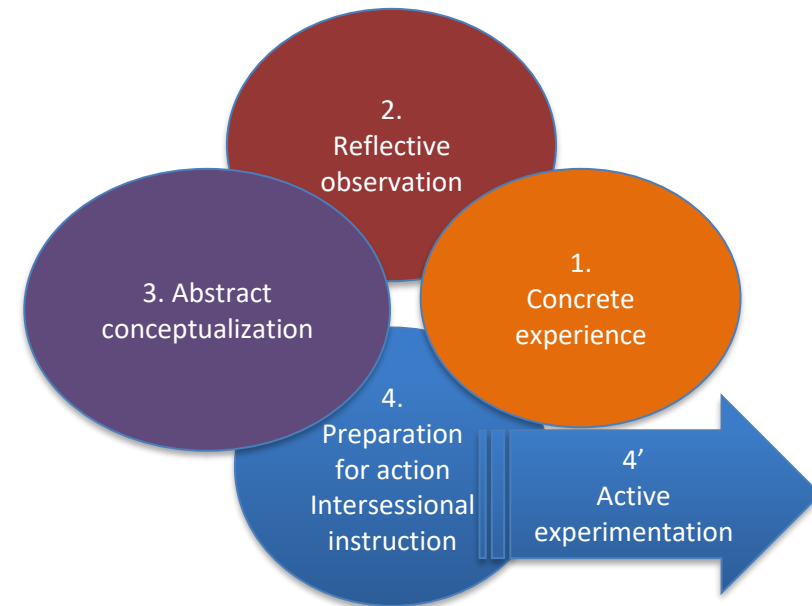 2.
Reflective
observation
1.
Concrete
experience
3. Abstract
conceptualization
4.
Preparation
for action
Intersessional
instruction
4’
Active
experimentation